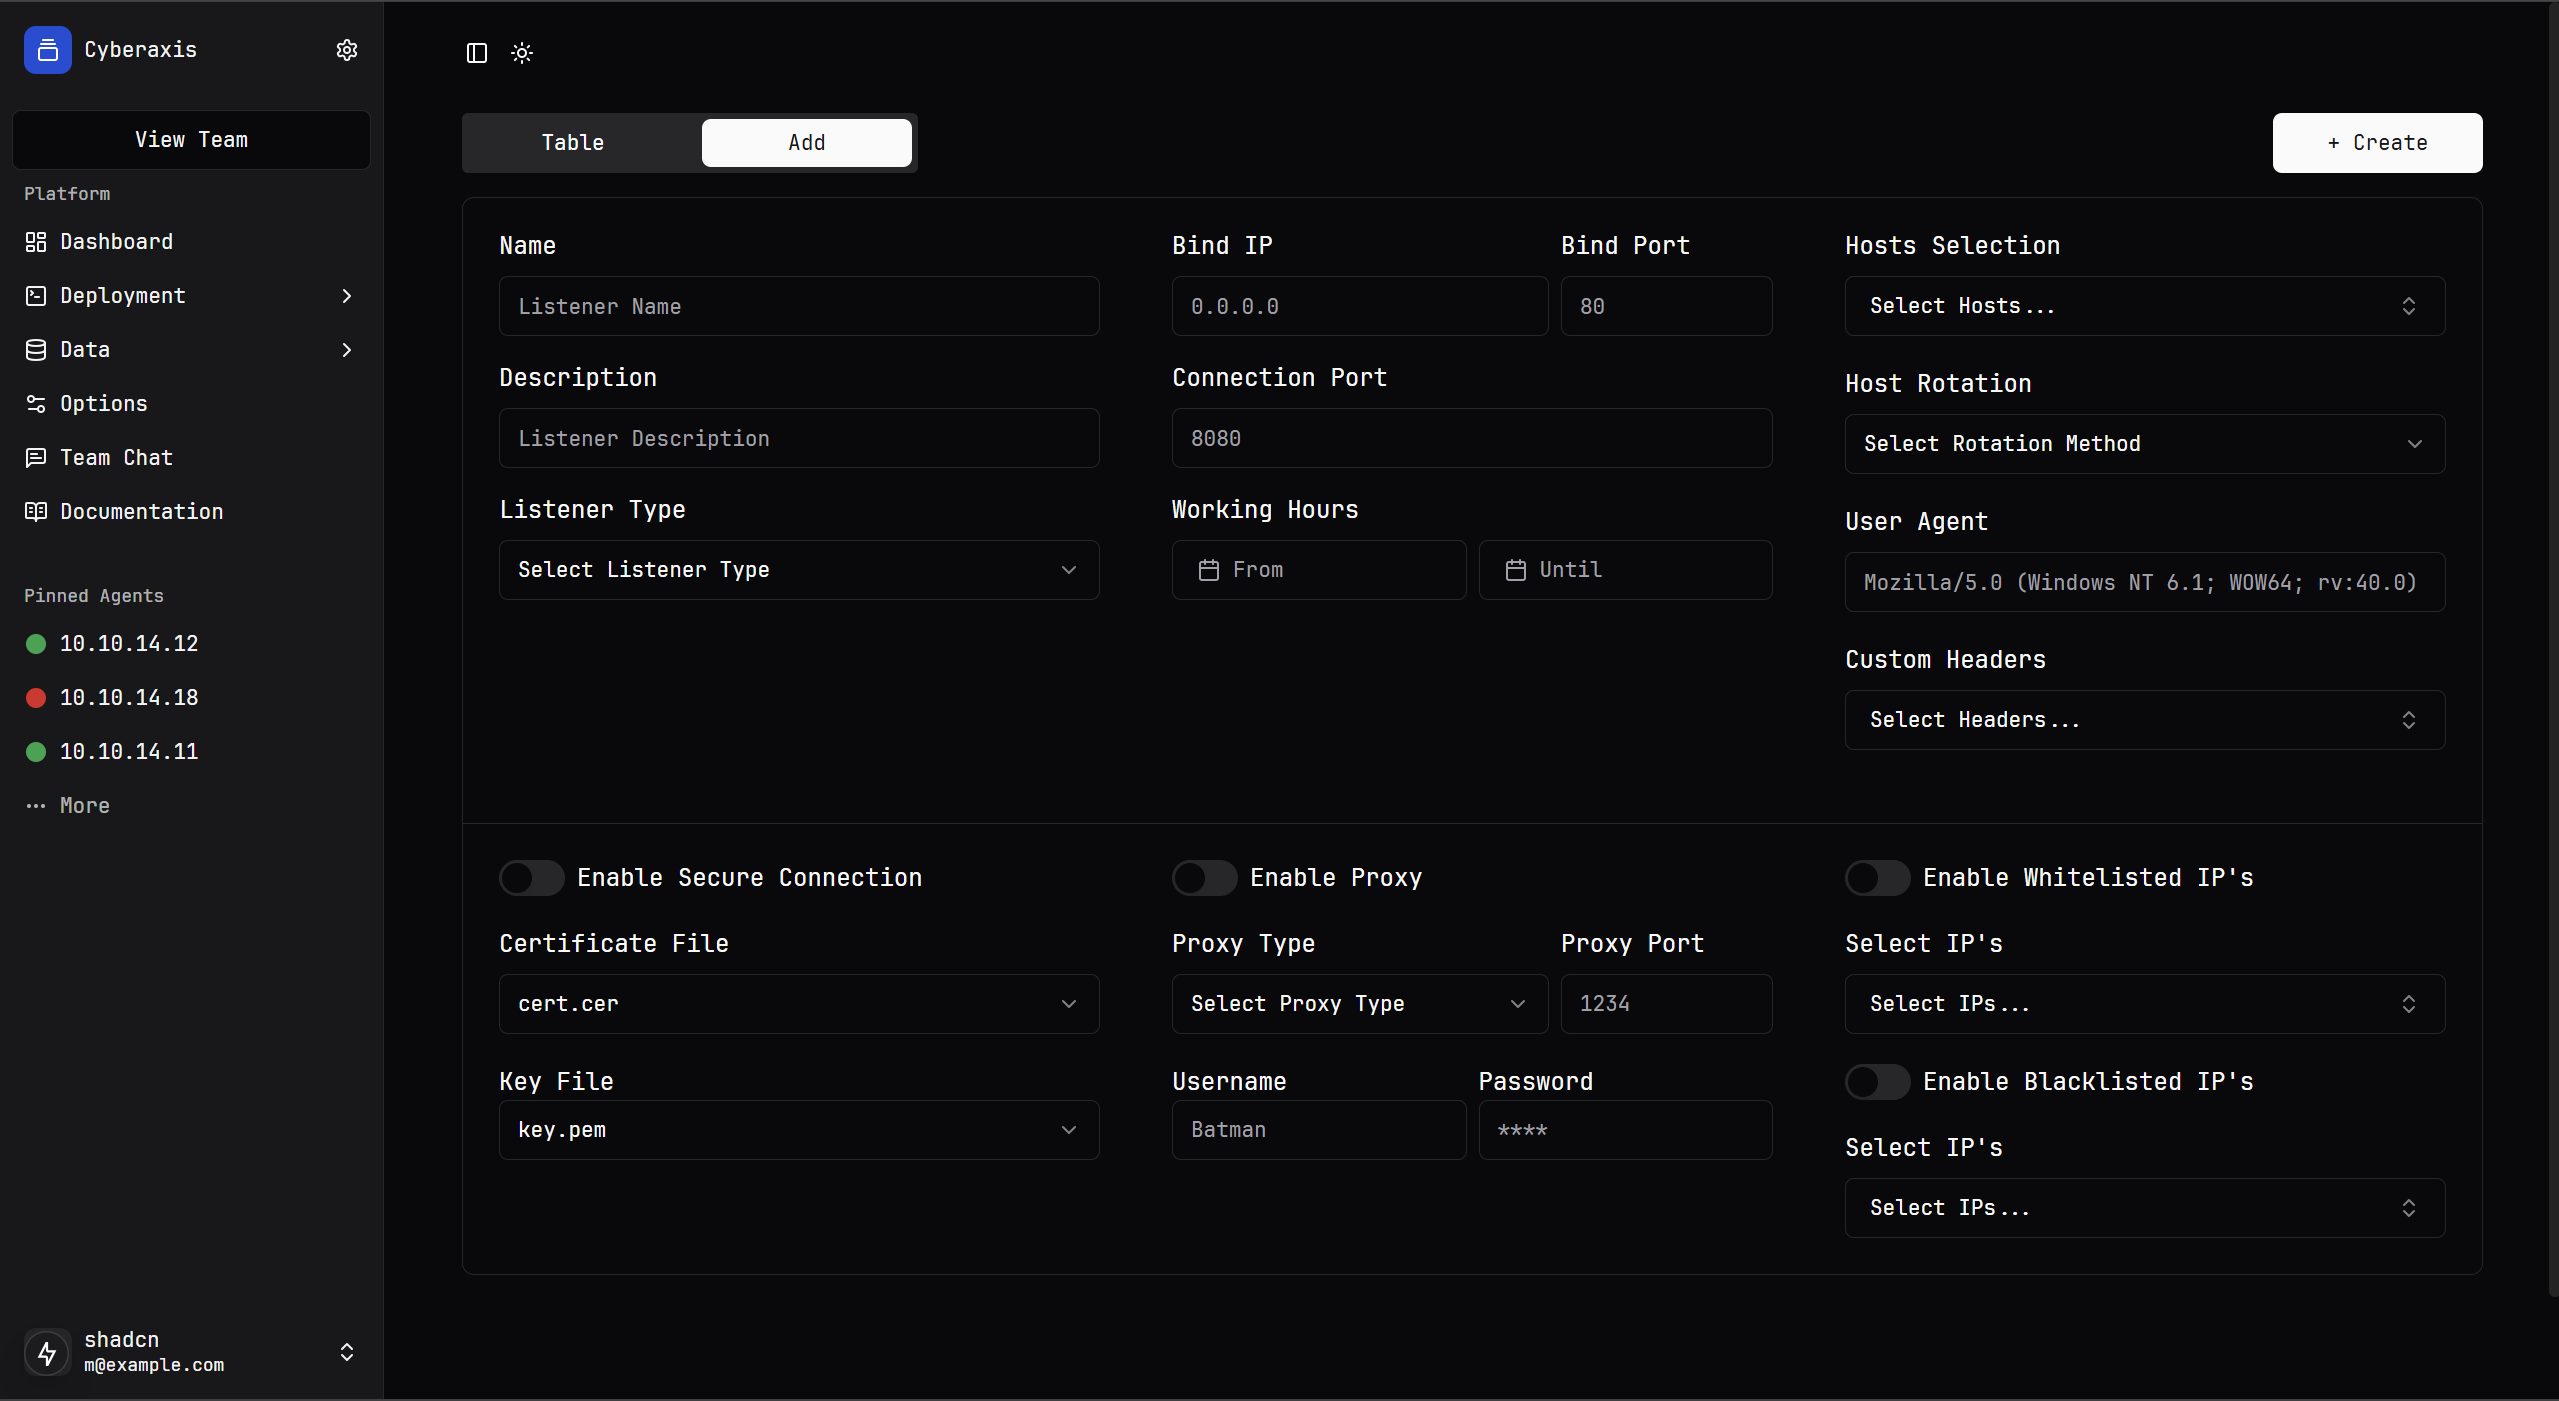 Cyberaxis
View Team
Platform
Dashboard
Deployment
Data
Options
Team Chat
Documentation
Pinned Agents
10.10.14.12
10.10.14.18
10.10.14.11
More
shadcn
m@example.com
Table
Add
+ Create
Name
Listener Name
Description
Listener Description
Listener Type
Select Listener Type
Bind IP
0.0.0.0
Bind Port
80
Connection Port
8080
Working Hours
From
Until
Hosts Selection
Select Hosts...
Host Rotation
Select Rotation Method
User Agent
Mozilla/5.0 (Windows NT 6.1; WOW64; rv:40.0)
Custom Headers
Select Headers...
Enable Secure Connection
Certificate File
cert.cer
Key File
key.pem
Enable Proxy
Proxy Type
Select Proxy Type
Proxy Port
1234
Username
Batman
Password
****
Enable Whitelisted IP's
Select IP's
Select IPs...
Enable Blacklisted IP's
Select IP's
Select IPs...